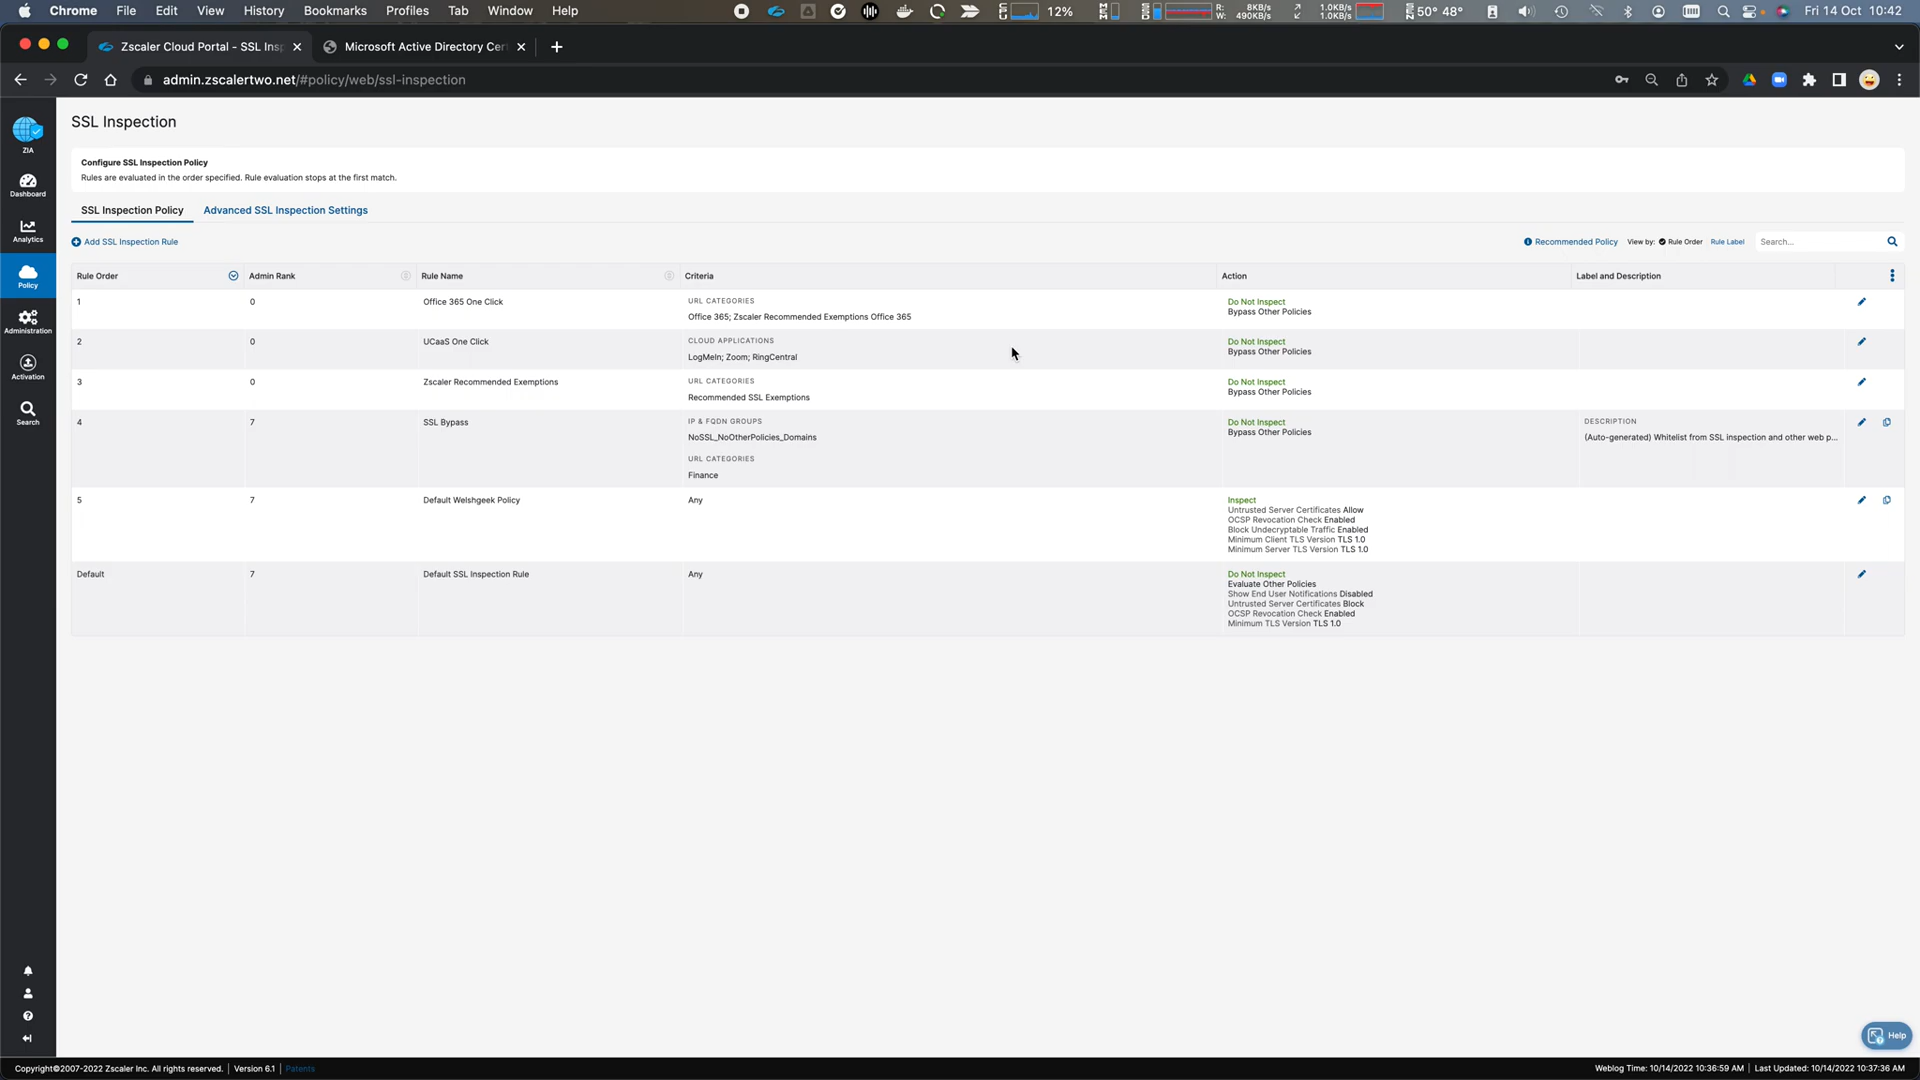 Chrome File Edit View History Bookmarks Profiles Tab Window Help
12%
R: 8KB/s
W: 490KB/s
1.0KB/s
1.0KB/s
50° 48°
Fri 14 Oct 10:42
Zscaler Cloud Portal - SSL Insp
Microsoft Active Directory Cer
admin.zscalertwo.net/#policy/web/ssl-inspection
ZIA
Dashboard
Analytics
Policy
Administration
Activation
Search
SSL Inspection
Configure SSL Inspection Policy
Rules are evaluated in the order specified. Rule evaluation stops at the first match.
SSL Inspection Policy Advanced SSL Inspection Settings
Add SSL Inspection Rule
Recommended Policy View by: Rule Order Rule Label Search...
Rule Order Admin Rank Rule Name Criteria Action Label and Description
1 0 Office 365 One Click
URL CATEGORIES
Office 365; Zscaler Recommended Exemptions Office 365
Do Not Inspect
Bypass Other Policies
2 0 UCaaS One Click
CLOUD APPLICATIONS
LogMeIn; Zoom; RingCentral
Do Not Inspect
Bypass Other Policies
3 0 Zscaler Recommended Exemptions
URL CATEGORIES
Recommended SSL Exemptions
Do Not Inspect
Bypass Other Policies
4 7 SSL Bypass
IP & FQDN GROUPS
NoSSL_NoOtherPolicies_Domains
URL CATEGORIES
Finance
Do Not Inspect
Bypass Other Policies
DESCRIPTION
(Auto-generated) Whitelist from SSL inspection and other web p...
5 7 Default Welshgeek Policy Any
Inspect
Untrusted Server Certificates Allow
OCSP Revocation Check Enabled
Block Undecryptable Traffic Enabled
Minimum Client TLS Version TLS 1.0
Minimum Server TLS Version TLS 1.0
Default 7 Default SSL Inspection Rule Any
Do Not Inspect
Evaluate Other Policies
Show End User Notifications Disabled
Untrusted Server Certificates Block
OCSP Revocation Check Enabled
Minimum TLS Version TLS 1.0
Help
Copyright©2007-2022 Zscaler Inc. All rights reserved. | Version 6.1 | Patents
Weblog Time: 10/14/2022 10:36:59 AM | Last Updated: 10/14/2022 10:37:36 AM